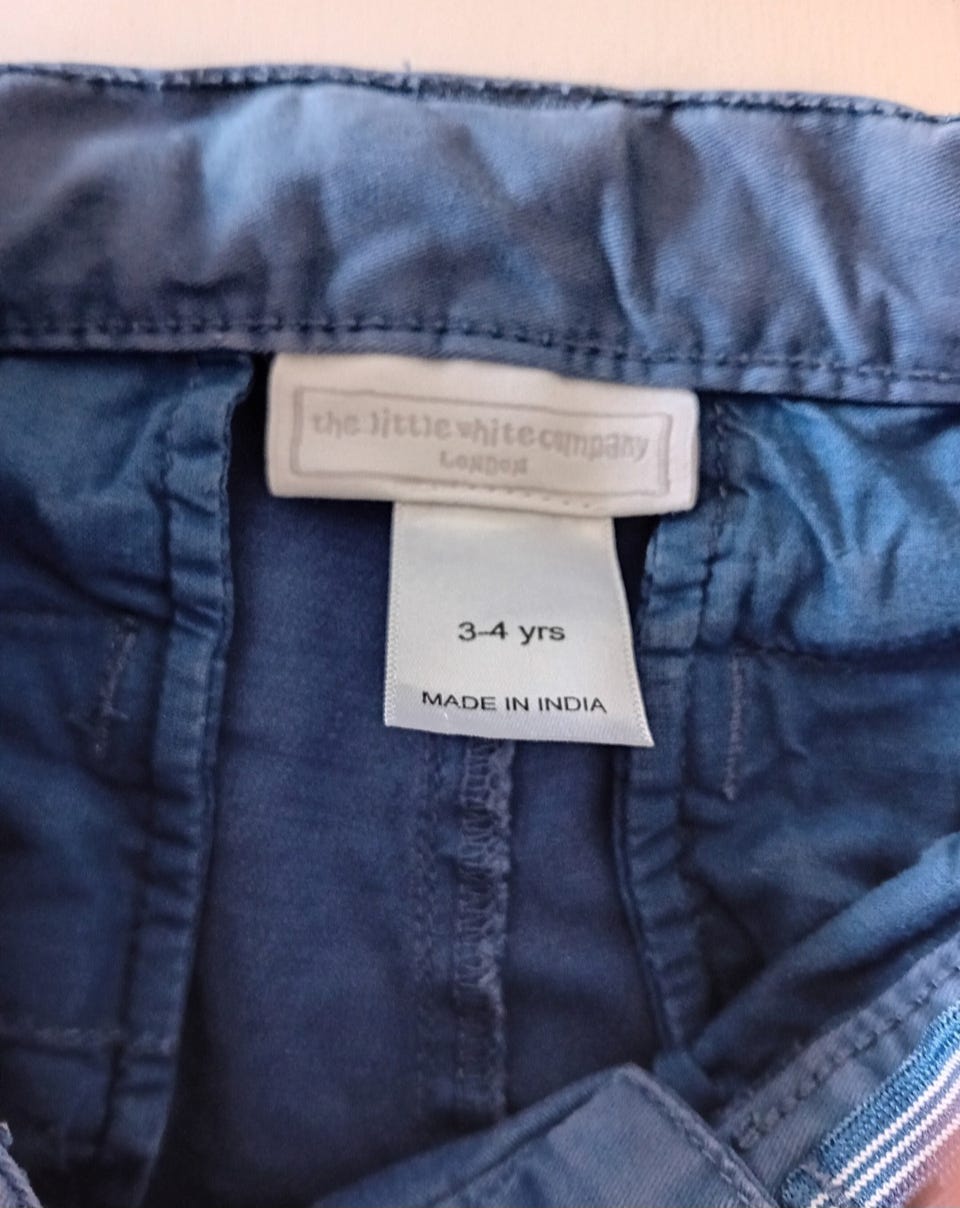 the little white company
LONDON
3-4 yrs
MADE IN INDIA